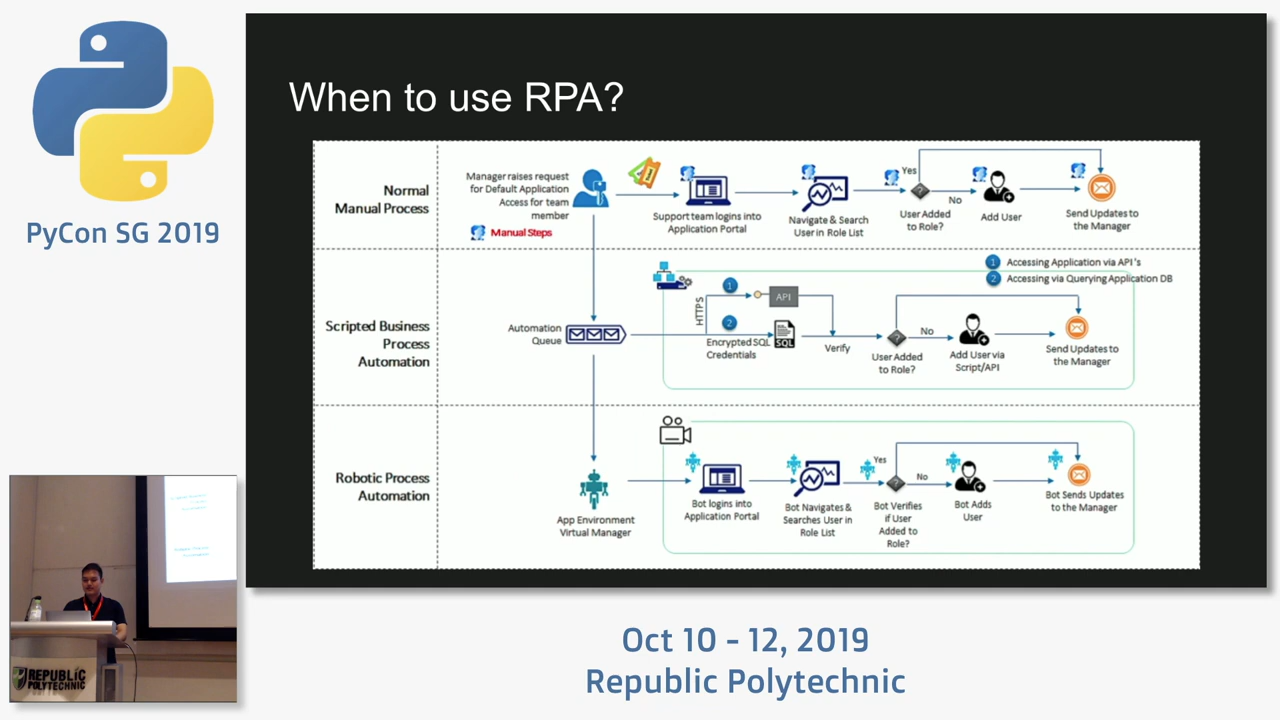 PyCon SG 2019
When to use RPA?
Normal
Manual Process
Manager raises request
for Default Application
Access for team
member
Manual Steps
Support team logins into
Application Portal
Navigate & Search
User in Role List
Yes
User Added
to Role?
No
Add User
Send Updates to
the Manager
Scripted Business
Process
Automation
Automation
Queue
1 Accessing Application via API's
2 Accessing via Querying Application DB
HTTPS
1
API
2
Encrypted SQL
Credentials
SQL
Verify
User Added
to Role?
No
Add User via
Script/API
Send Updates to
the Manager
Robotic Process
Automation
App Environment
Virtual Manager
Bot logins into
Application Portal
Bot Navigates &
Searches User in
Role List
Yes
Bot Verifies
if User
Added to
Role?
No
Bot Adds
User
Bot Sends Updates
to the Manager
REPUBLIC
POLYTECHNIC
Oct 10 - 12, 2019
Republic Polytechnic